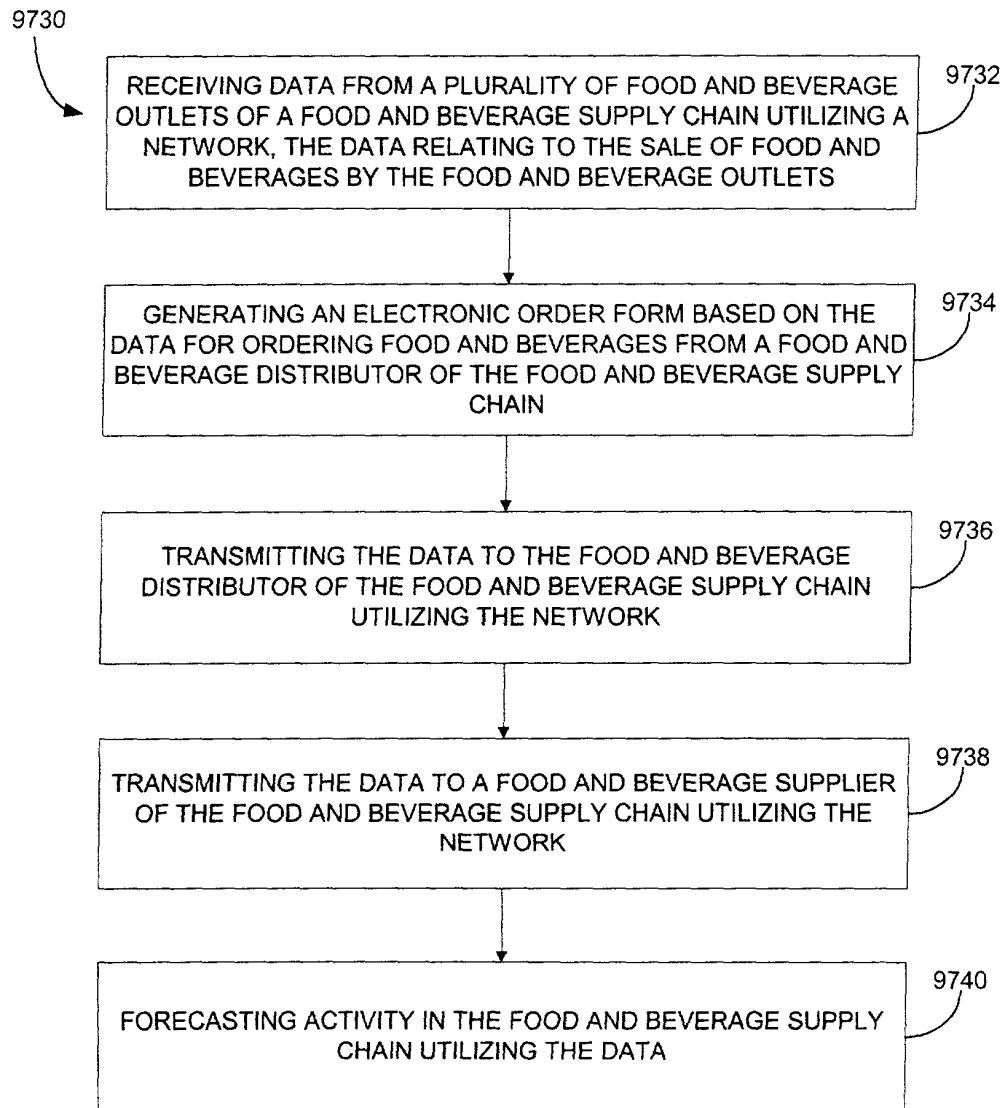 9730
RECEIVING DATA FROM A PLURALITY OF FOOD AND BEVERAGE
OUTLETS OF A FOOD AND BEVERAGE SUPPLY CHAIN UTILIZING A
NETWORK, THE DATA RELATING TO THE SALE OF FOOD AND
BEVERAGES BY THE FOOD AND BEVERAGE OUTLETS
9732
GENERATING AN ELECTRONIC ORDER FORM BASED ON THE
DATA FOR ORDERING FOOD AND BEVERAGES FROM A FOOD AND
BEVERAGE DISTRIBUTOR OF THE FOOD AND BEVERAGE SUPPLY
CHAIN
9734
TRANSMITTING THE DATA TO THE FOOD AND BEVERAGE
DISTRIBUTOR OF THE FOOD AND BEVERAGE SUPPLY CHAIN
UTILIZING THE NETWORK
9736
TRANSMITTING THE DATA TO A FOOD AND BEVERAGE SUPPLIER
OF THE FOOD AND BEVERAGE SUPPLY CHAIN UTILIZING THE
NETWORK
9738
FORECASTING ACTIVITY IN THE FOOD AND BEVERAGE SUPPLY
CHAIN UTILIZING THE DATA
9740